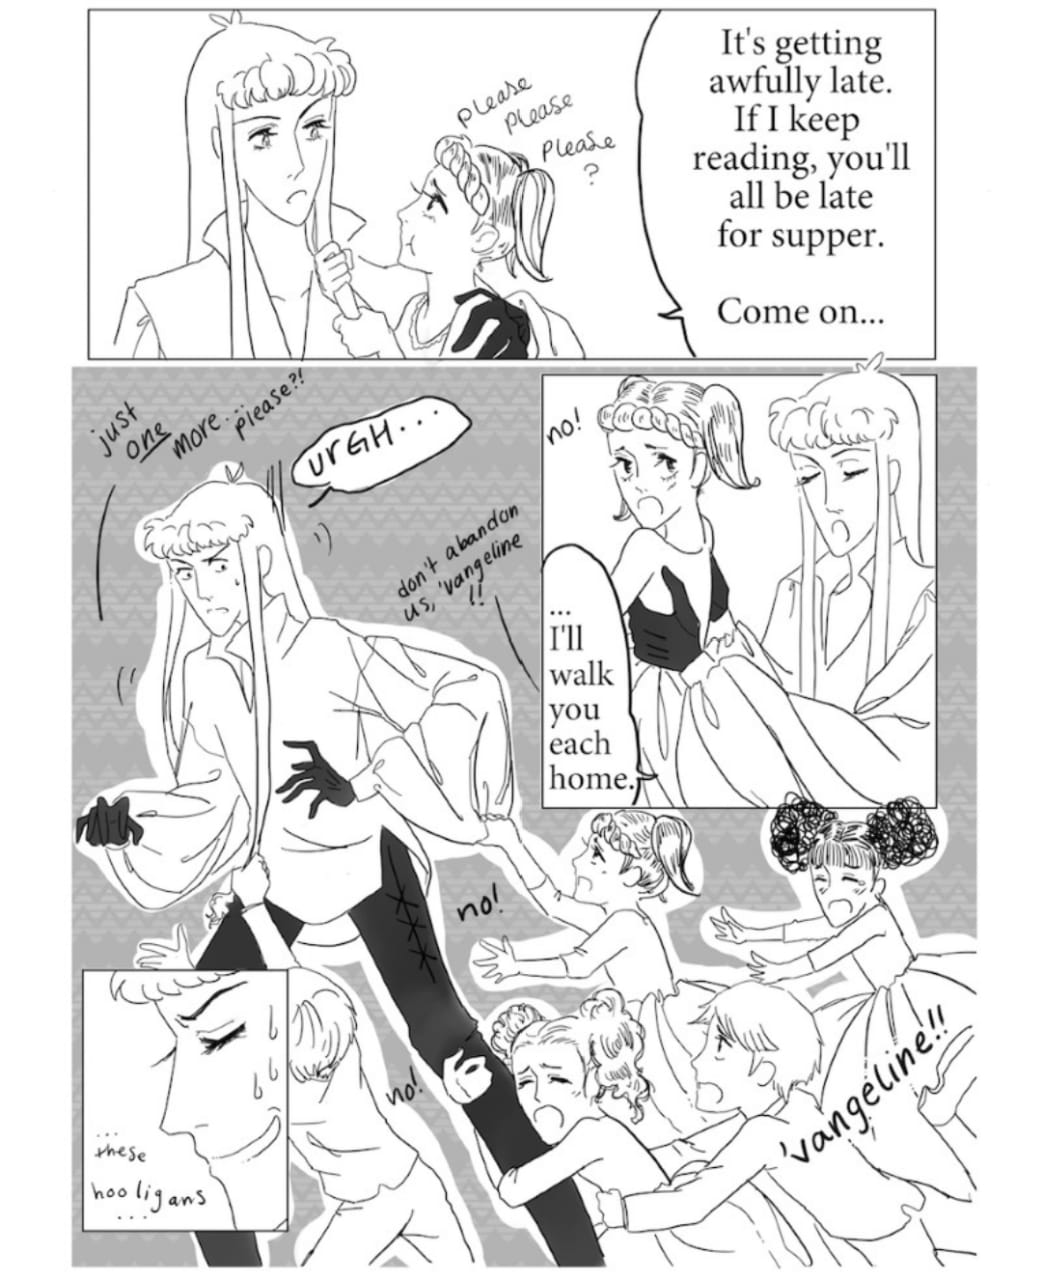 It's getting
awfully late.
If I keep
reading, you'll
all be late
for supper.
Come on...
please
please
please
?
just
one
more... please?!
urGH...
don't abandon
us, 'vangeline
!!
no!
...
I'll
walk
you
each
home.
no!
no!
'vangeline!!
...
these
hooligans
...